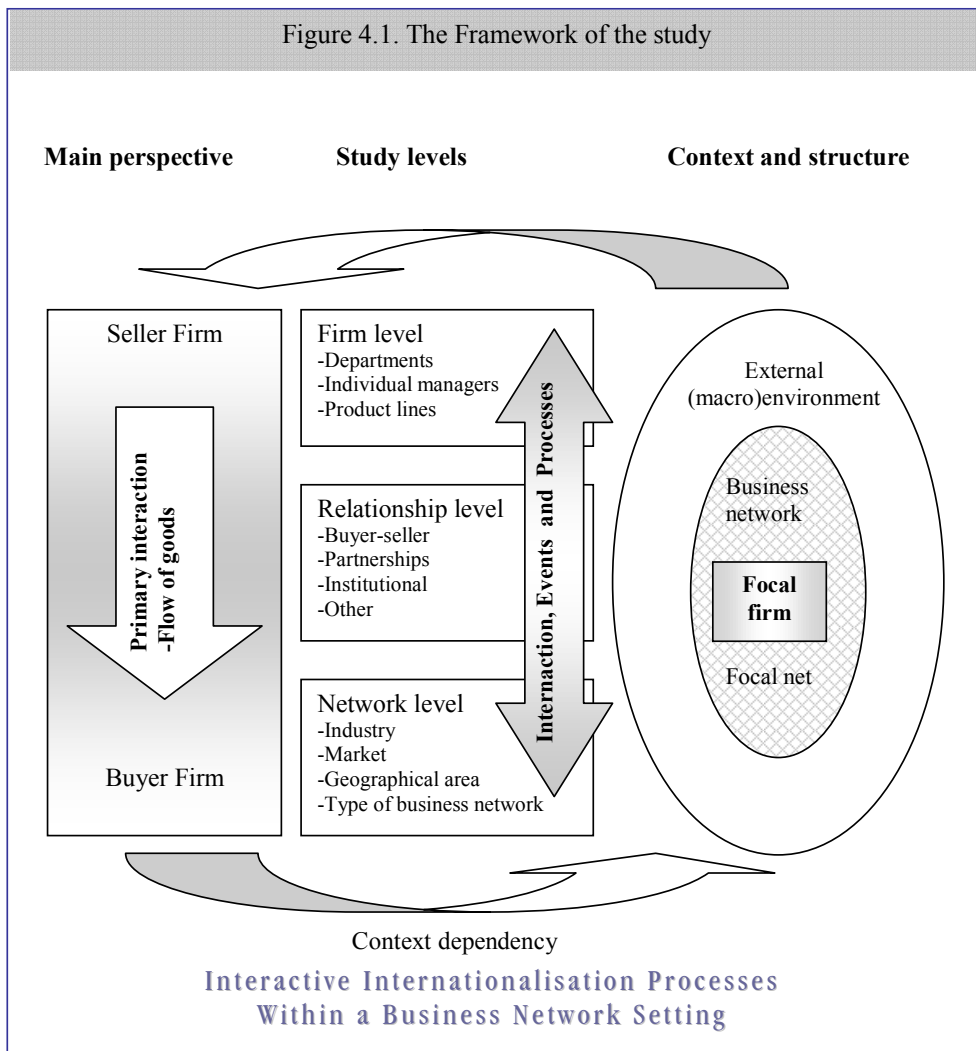 Figure 4.1. The Framework of the study
Main perspective
Study levels
Context and structure
Seller Firm
Primary interaction
-Flow of goods
Buyer Firm
Firm level
-Departments
-Individual managers
-Product lines
Relationship level
-Buyer-seller
-Partnerships
-Institutional
-Other
Network level
-Industry
-Market
-Geographical area
-Type of business network
Internaction, Events and Processes
External
(macro)environment
Business
network
Focal
firm
Focal net
Context dependency
Interactive Internationalisation Processes
Within a Business Network Setting